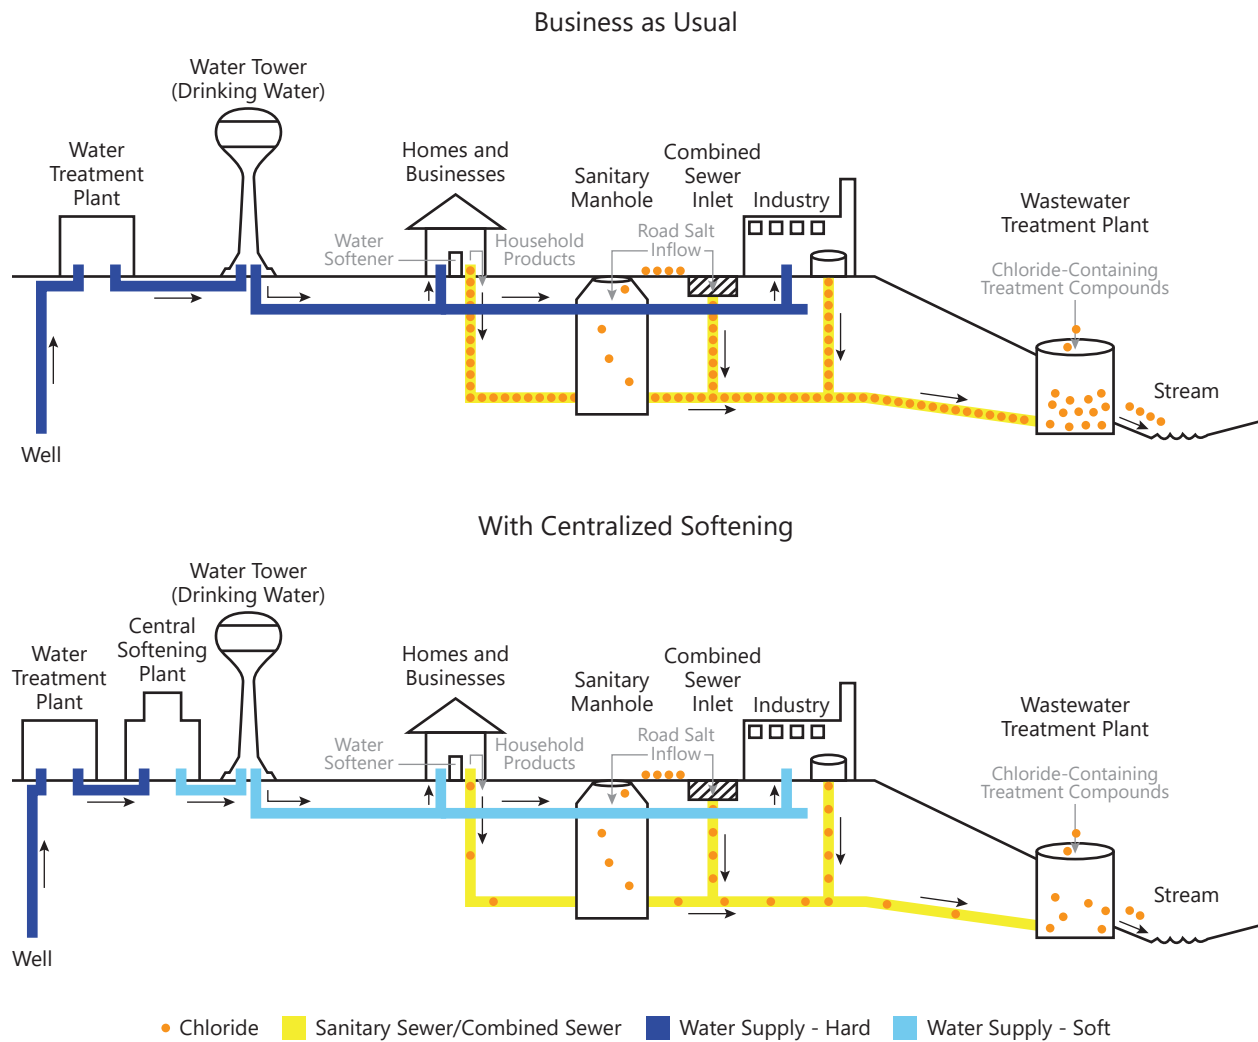 Business as Usual
Water Tower
(Drinking Water)
Water
Treatment
Plant
Homes and
Businesses
Sanitary
Manhole
Combined
Sewer
Inlet
Industry
Wastewater
Treatment Plant
Water
Softener
Household
Products
Road Salt
Inflow
Chloride-Containing
Treatment Compounds
Stream
Well
With Centralized Softening
Water Tower
(Drinking Water)
Central
Softening
Plant
Water
Treatment
Plant
Homes and
Businesses
Sanitary
Manhole
Combined
Sewer
Inlet
Industry
Wastewater
Treatment Plant
Water
Softener
Household
Products
Road Salt
Inflow
Chloride-Containing
Treatment Compounds
Stream
Well
Chloride
Sanitary Sewer/Combined Sewer
Water Supply - Hard
Water Supply - Soft